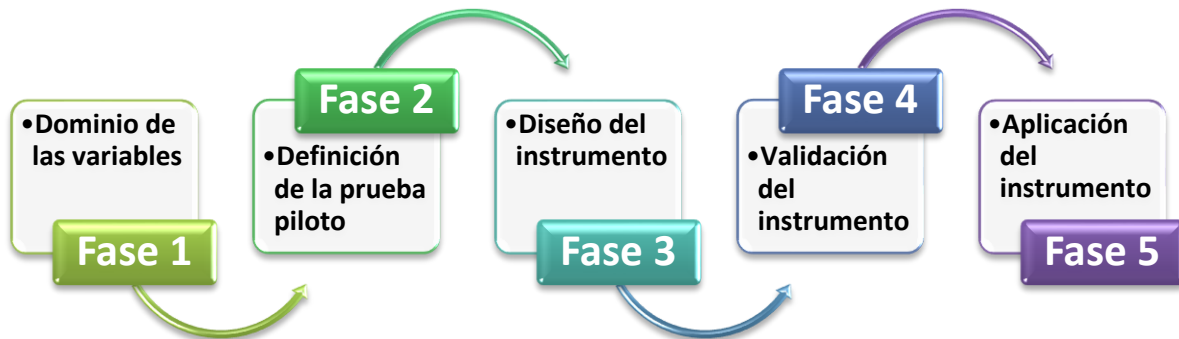 •Dominio de
las variables
Fase 1
Fase 2
•Definición
de la prueba
piloto
•Diseño del
instrumento
Fase 3
Fase 4
•Validación
del
instrumento
•Aplicación
del
instrumento
Fase 5